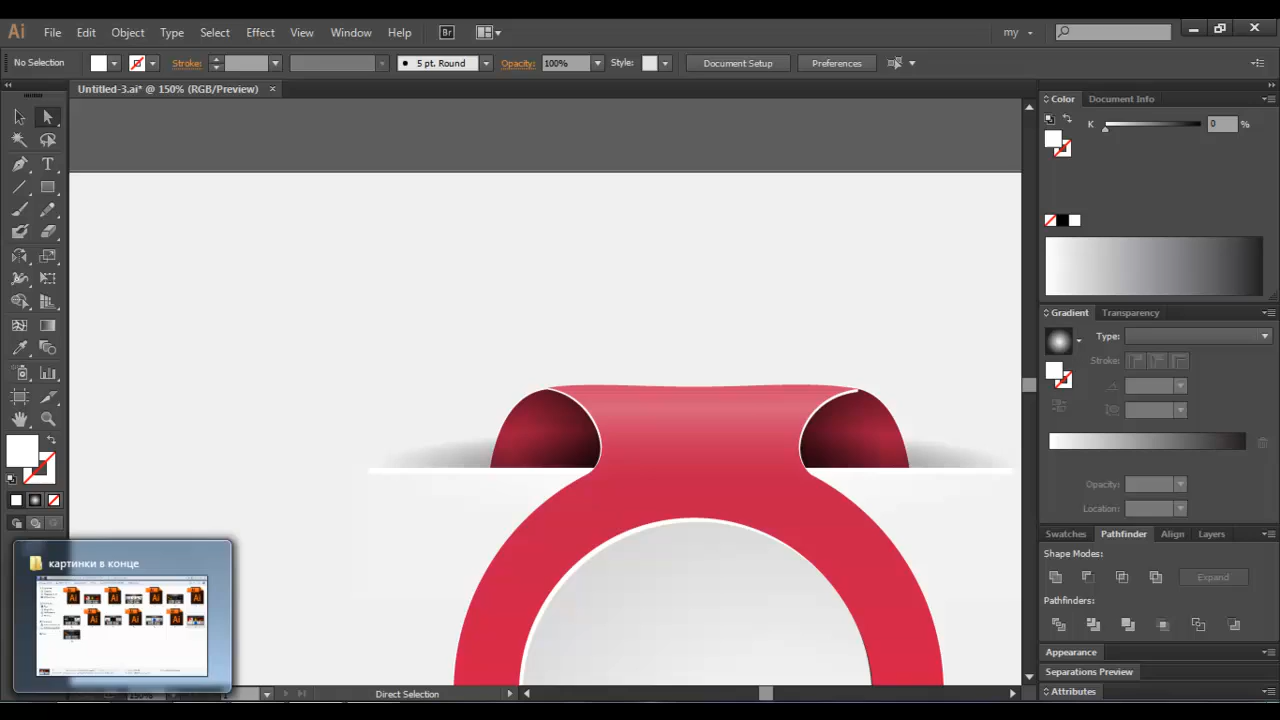 Ai File Edit Object Type Select Effect View Window Help Br my
No Selection Stroke: 5 pt. Round Opacity: 100% Style: Document Setup Preferences
Untitled-3.ai* @ 150% (RGB/Preview)
Color Document Info
K 0 %
Gradient Transparency
Type:
Stroke:
Opacity:
Location:
Swatches Pathfinder Align Layers
Shape Modes:
Expand
Pathfinders:
Appearance
Separations Preview
Attributes
картинки в конце
Direct Selection